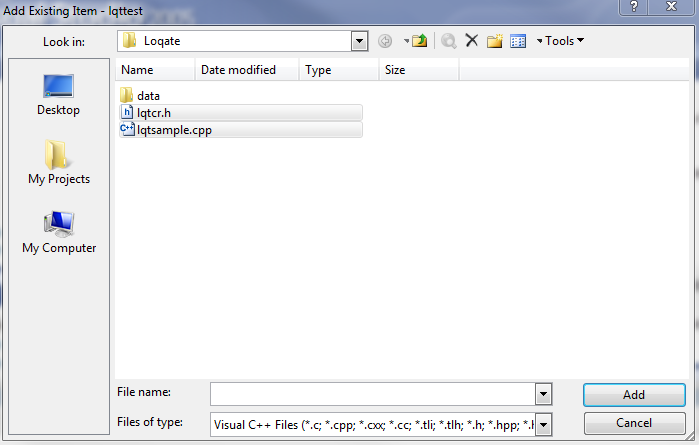 Add Existing Item - lqttest
Look in: Loqate Tools
Name Date modified Type Size
data
lqtcr.h
lqtsample.cpp
Desktop
My Projects
My Computer
File name: Add
Files of type: Visual C++ Files (*.c; *.cpp; *.cxx; *.cc; *.tli; *.tlh; *.h; *.hpp; *.h Cancel